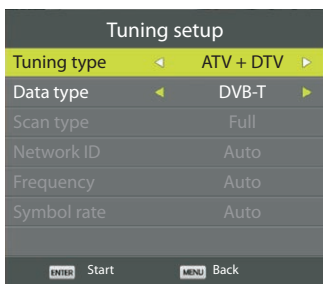 Tuning setup
Tuning type ATV + DTV
Data type DVB-T
Scan type Full
Network ID Auto
Frequency Auto
Symbol rate Auto
ENTER Start MENU Back